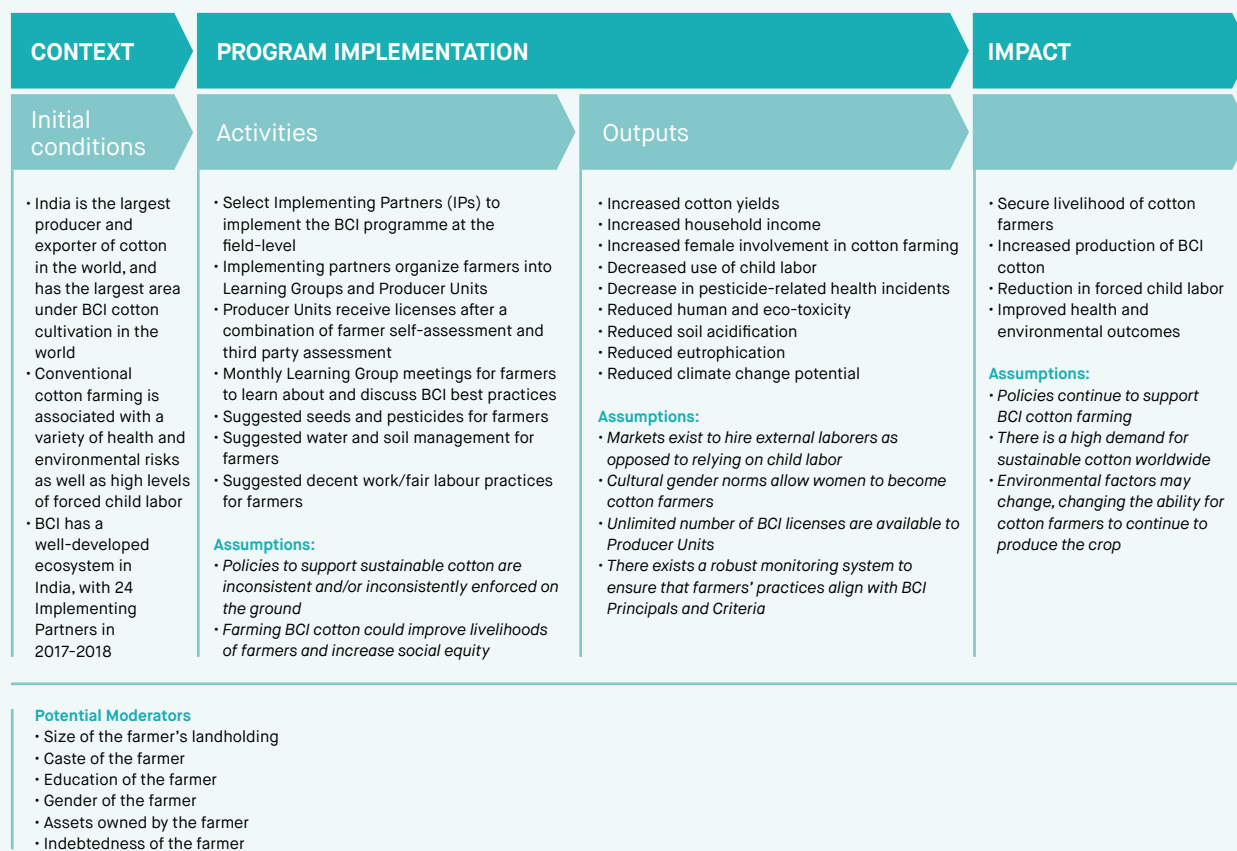 CONTEXT
PROGRAM IMPLEMENTATION
IMPACT
Initial
conditions
Activities
Outputs
• India is the largest
producer and
exporter of cotton
in the world, and
has the largest area
under BCI cotton
cultivation in the
world
• Conventional
cotton farming is
associated with a
variety of health and
environmental risks
as well as high levels
of forced child labor
• BCI has a
well-developed
ecosystem in
India, with 24
Implementing
Partners in
2017-2018
• Select Implementing Partners (IPs) to
implement the BCI programme at the
field-level
• Implementing partners organize farmers into
Learning Groups and Producer Units
• Producer Units receive licenses after a
combination of farmer self-assessment and
third party assessment
• Monthly Learning Group meetings for farmers
to learn about and discuss BCI best practices
• Suggested seeds and pesticides for farmers
• Suggested water and soil management for
farmers
• Suggested decent work/fair labour practices
for farmers
Assumptions:
• Policies to support sustainable cotton are
inconsistent and/or inconsistently enforced on
the ground
• Farming BCI cotton could improve livelihoods
of farmers and increase social equity
• Increased cotton yields
• Increased household income
• Increased female involvement in cotton farming
• Decreased use of child labor
• Decrease in pesticide-related health incidents
• Reduced human and eco-toxicity
• Reduced soil acidification
• Reduced eutrophication
• Reduced climate change potential
Assumptions:
• Markets exist to hire external laborers as
opposed to relying on child labor
• Cultural gender norms allow women to become
cotton farmers
• Unlimited number of BCI licenses are available to
Producer Units
• There exists a robust monitoring system to
ensure that farmers' practices align with BCI
Principals and Criteria
• Secure livelihood of cotton
farmers
• Increased production of BCI
cotton
• Reduction in forced child labor
• Improved health and
environmental outcomes
Assumptions:
• Policies continue to support
BCI cotton farming
• There is a high demand for
sustainable cotton worldwide
• Environmental factors may
change, changing the ability for
cotton farmers to continue to
produce the crop
Potential Moderators
• Size of the farmer's landholding
• Caste of the farmer
• Education of the farmer
• Gender of the farmer
• Assets owned by the farmer
• Indebtedness of the farmer